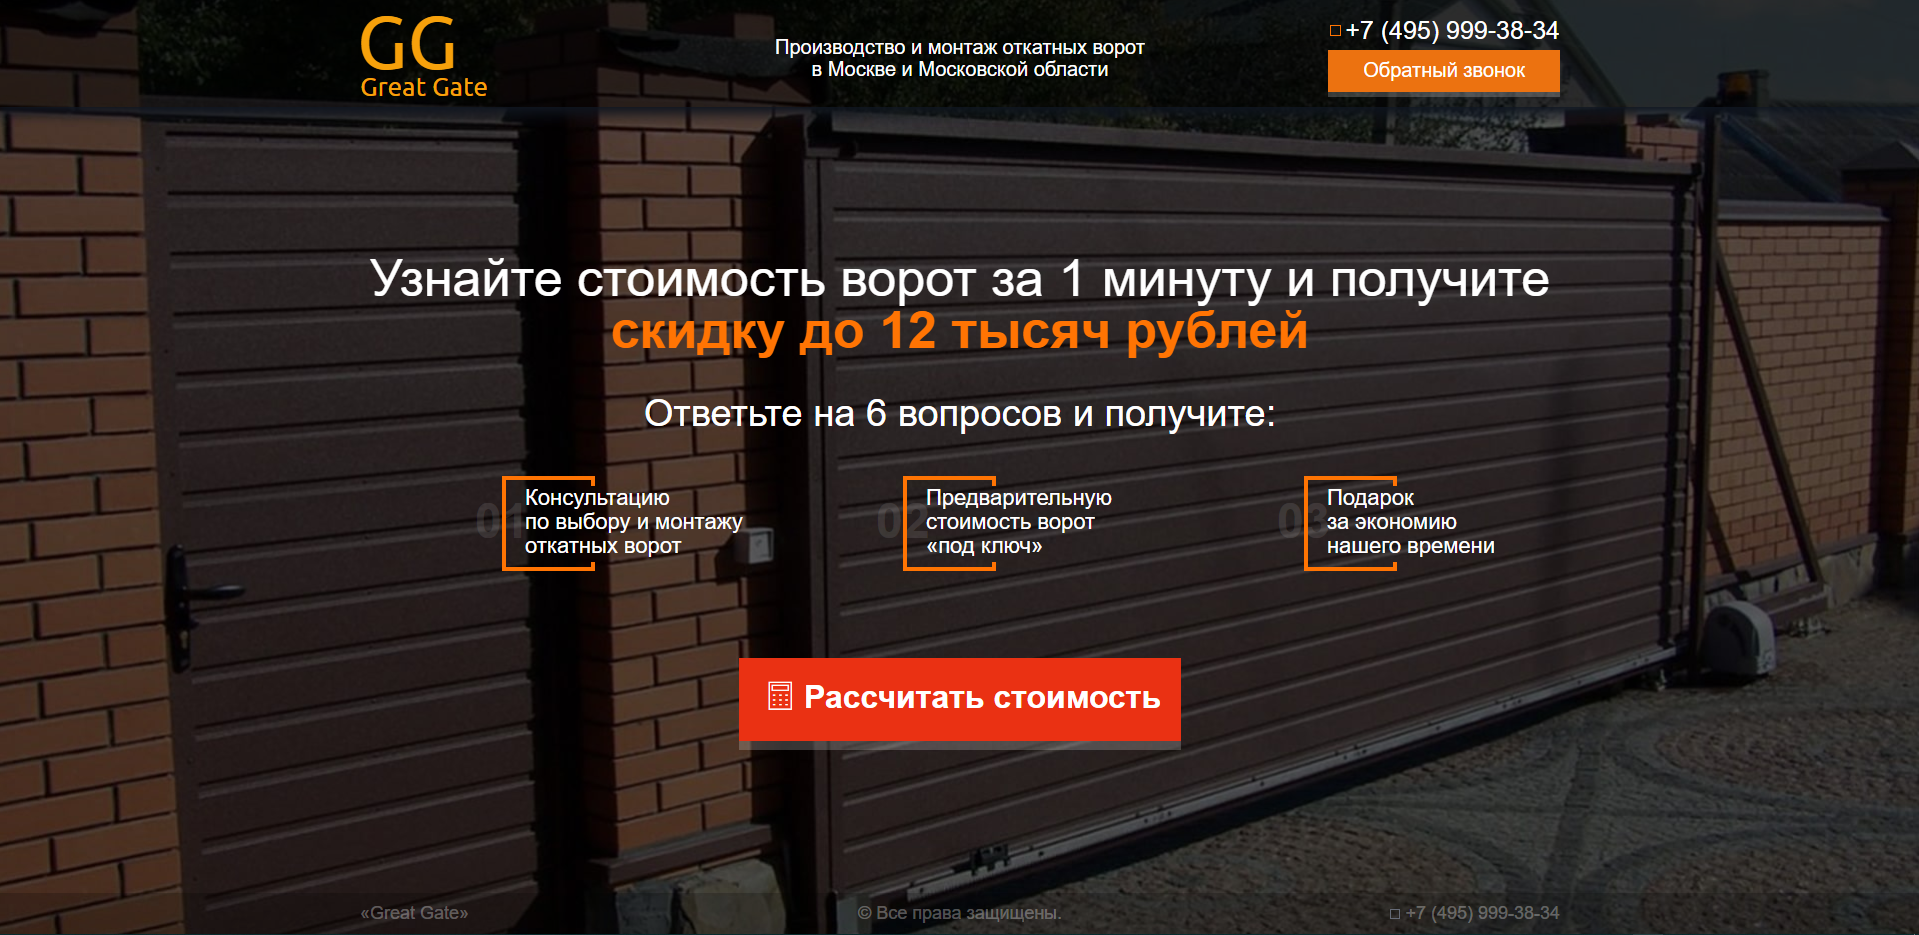 GG
Great Gate
Производство и монтаж откатных ворот
в Москве и Московской области
+7 (495) 999-38-34
Обратный звонок
Узнайте стоимость ворот за 1 минуту и получите
скидку до 12 тысяч рублей
Ответьте на 6 вопросов и получите:
01
Консультацию
по выбору и монтажу
откатных ворот
02
Предварительную
стоимость ворот
«под ключ»
03
Подарок
за экономию
нашего времени
Рассчитать стоимость
«Great Gate»
© Все права защищены.
+7 (495) 999-38-34